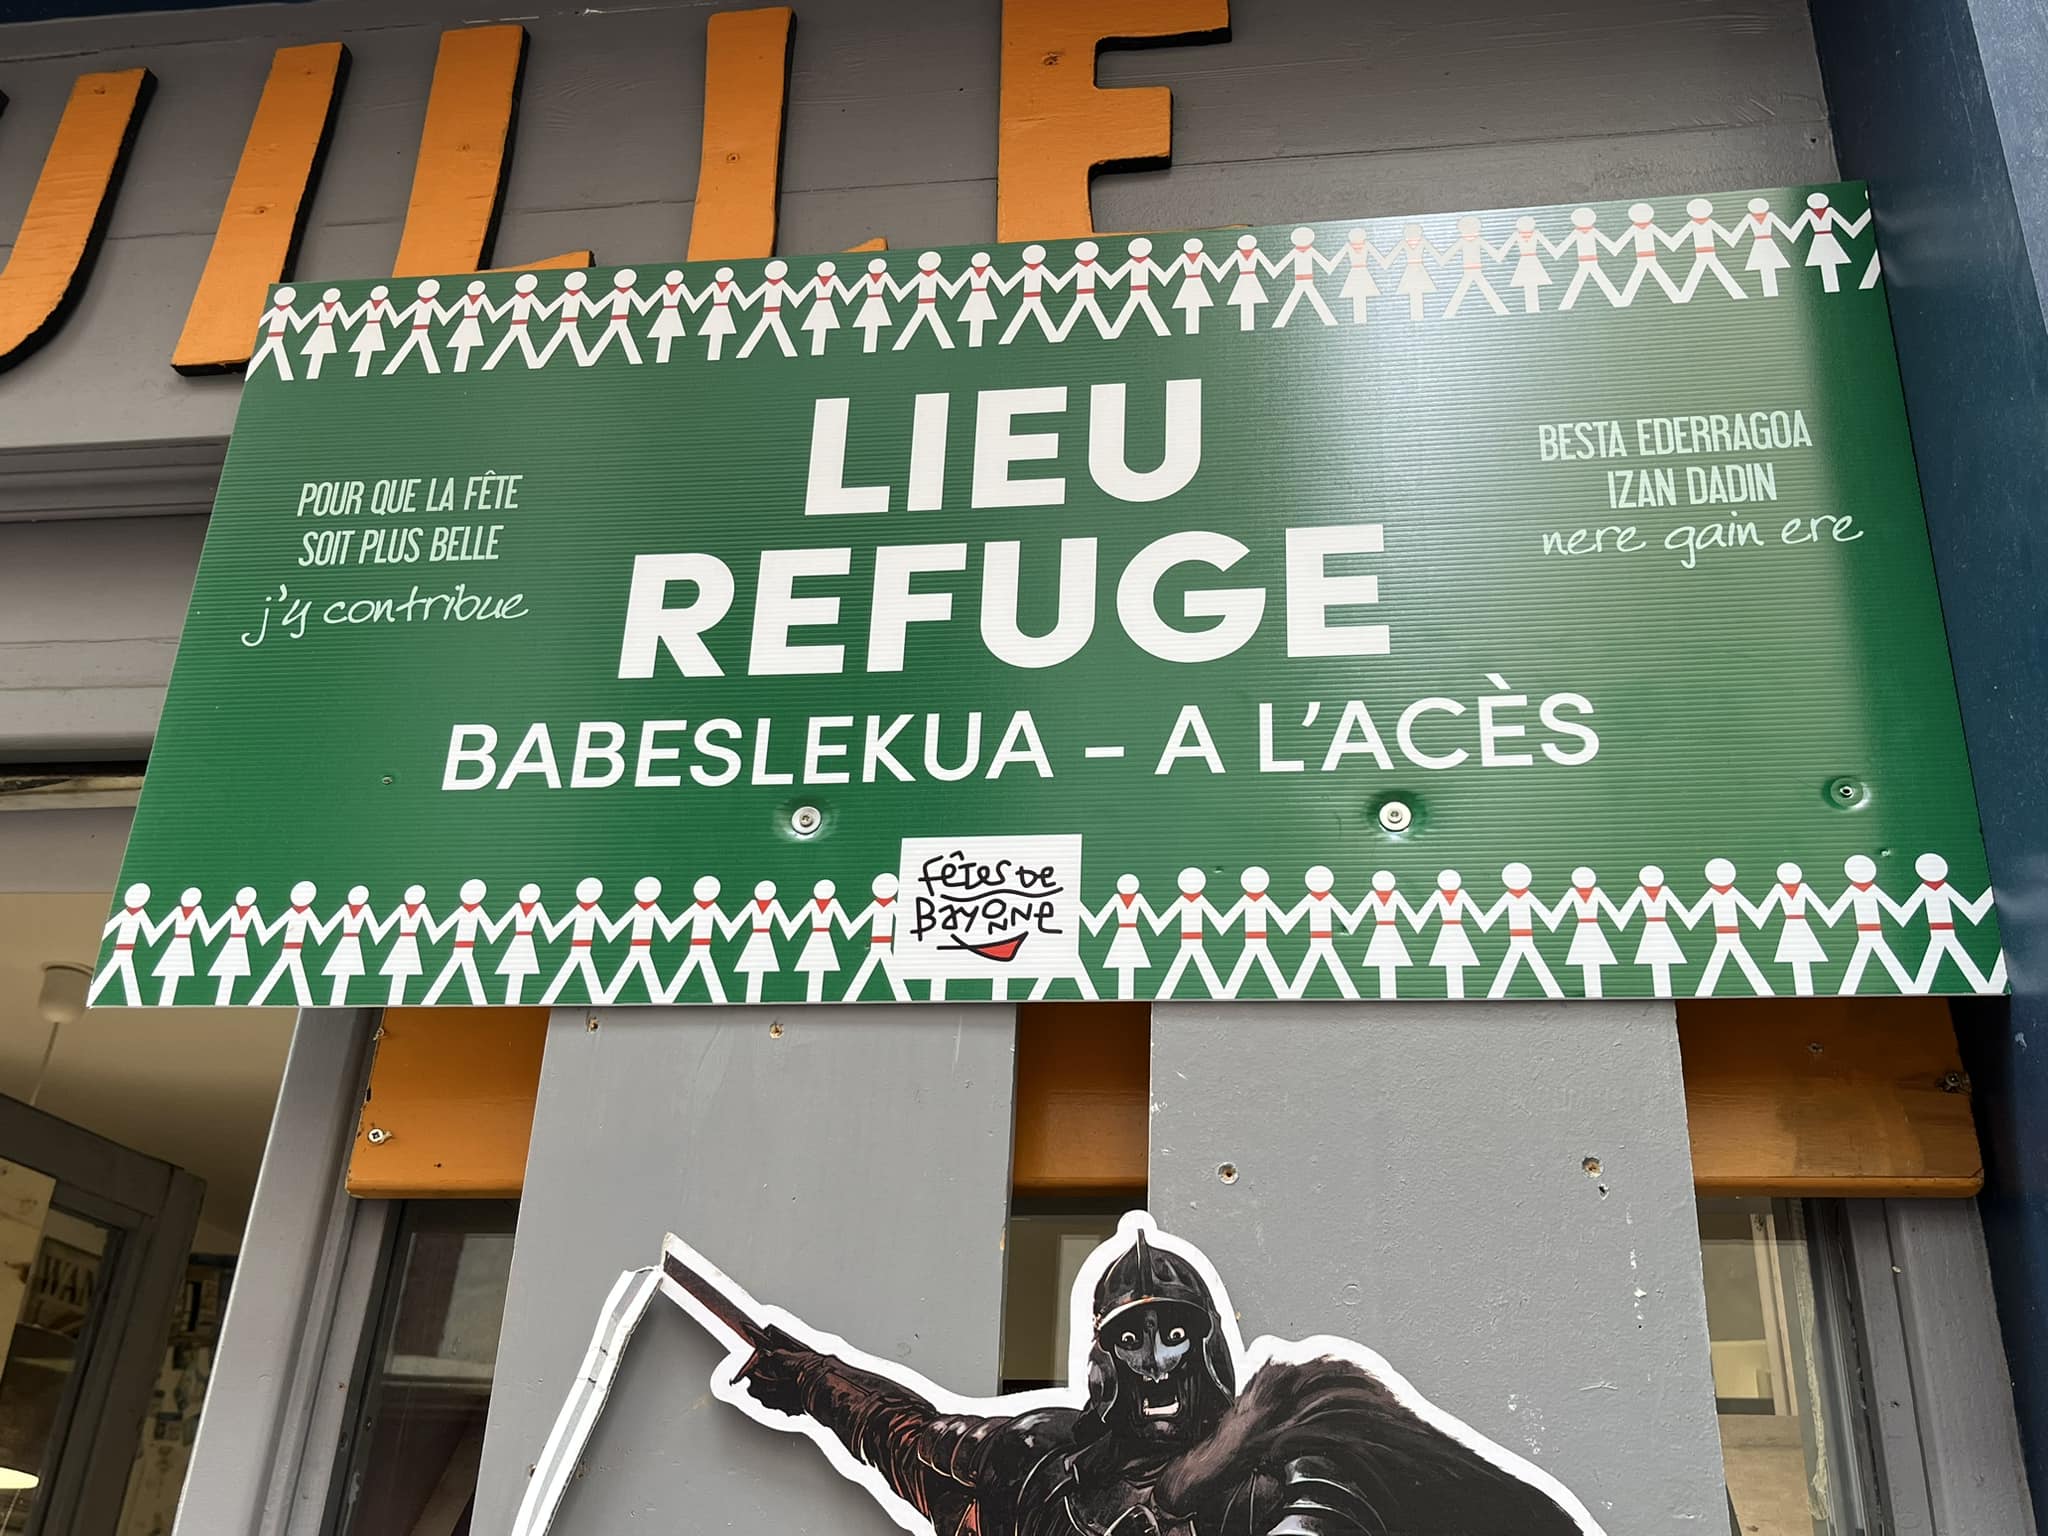 UILLE
POUR QUE LA FÊTE
SOIT PLUS BELLE
j'y contribue
LIEU
REFUGE
BABESLEKUA – A L'ACÈS
BESTA EDERRAGOA
IZAN DADIN
nere gain ere
FÊTES DE
BAYONNE